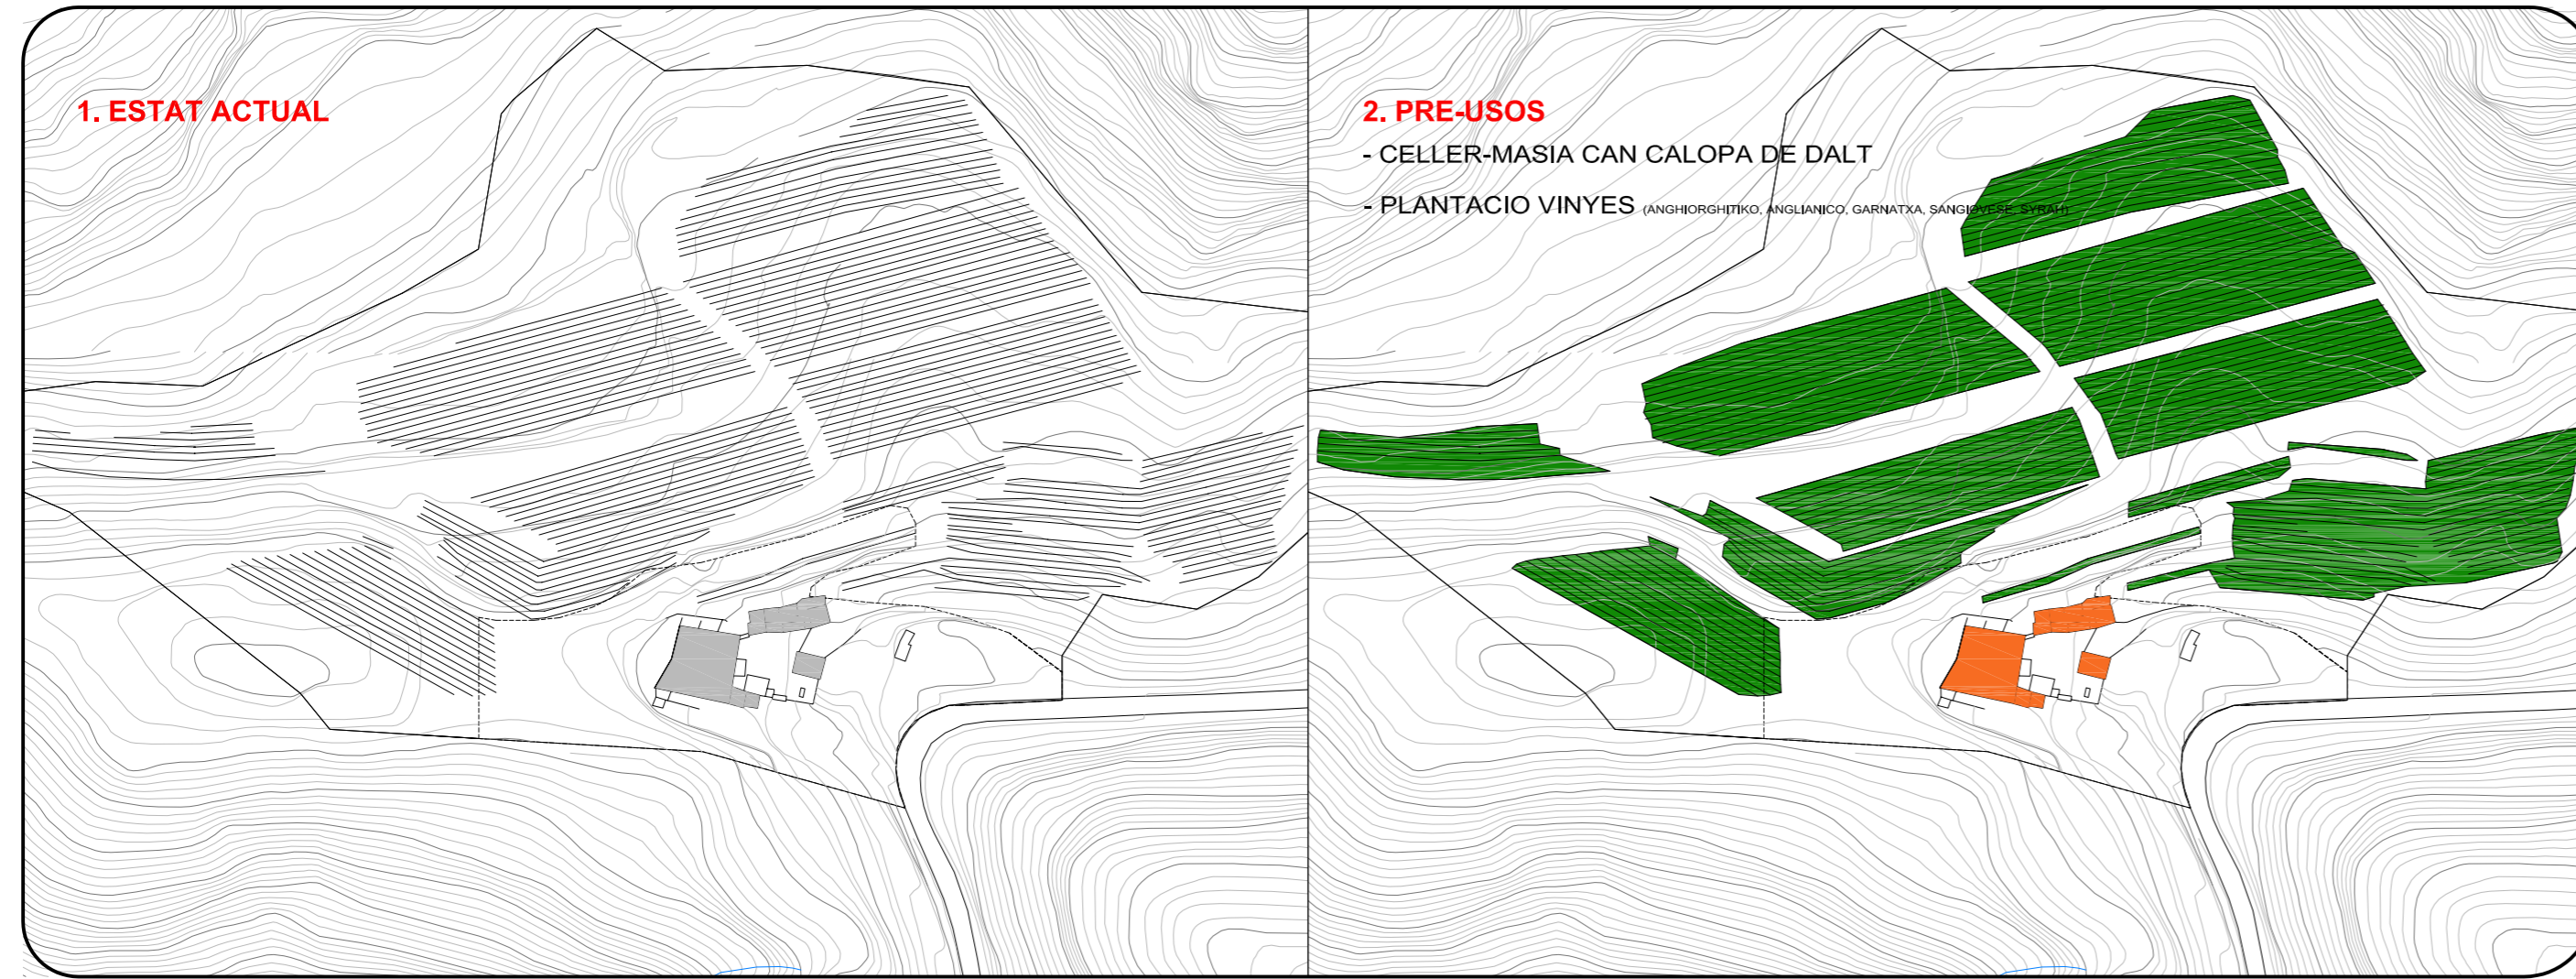 1. ESTAT ACTUAL
2. PRE-USOS
- CELLER-MASIA CAN CALOPA DE DALT
- PLANTACIO VINYES (ANGHIORGHITIKO, ANGLIANICO, GARNATXA, SANGIOVESE, SYRAH)